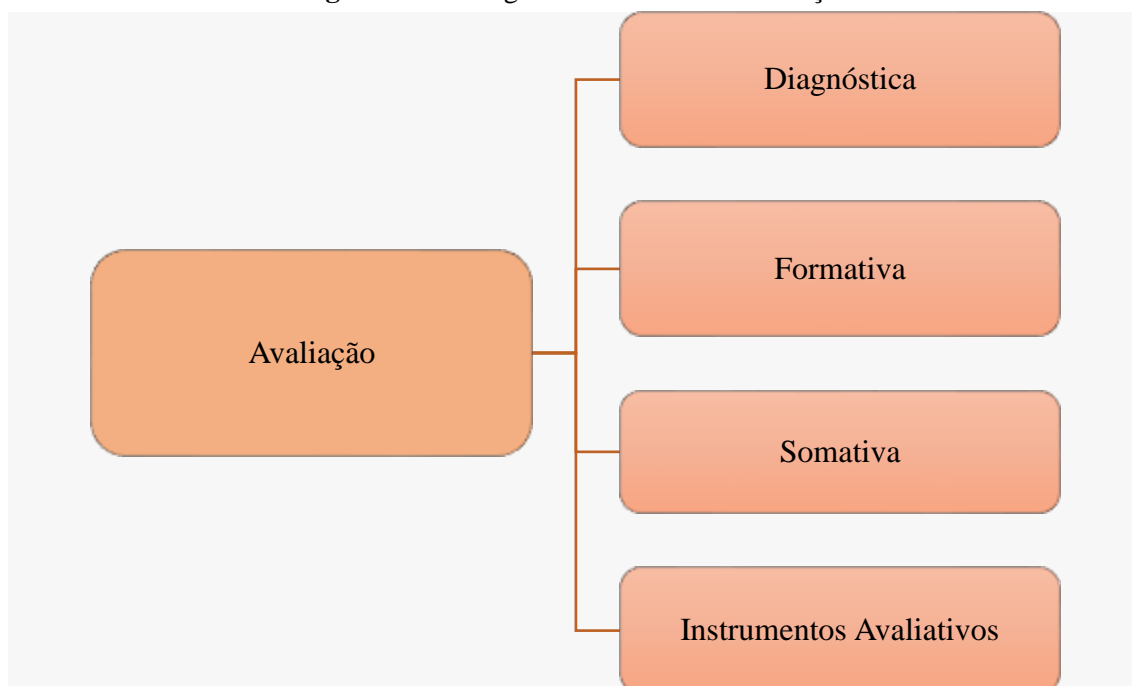 Avaliação
Diagnóstica
Formativa
Somativa
Instrumentos Avaliativos